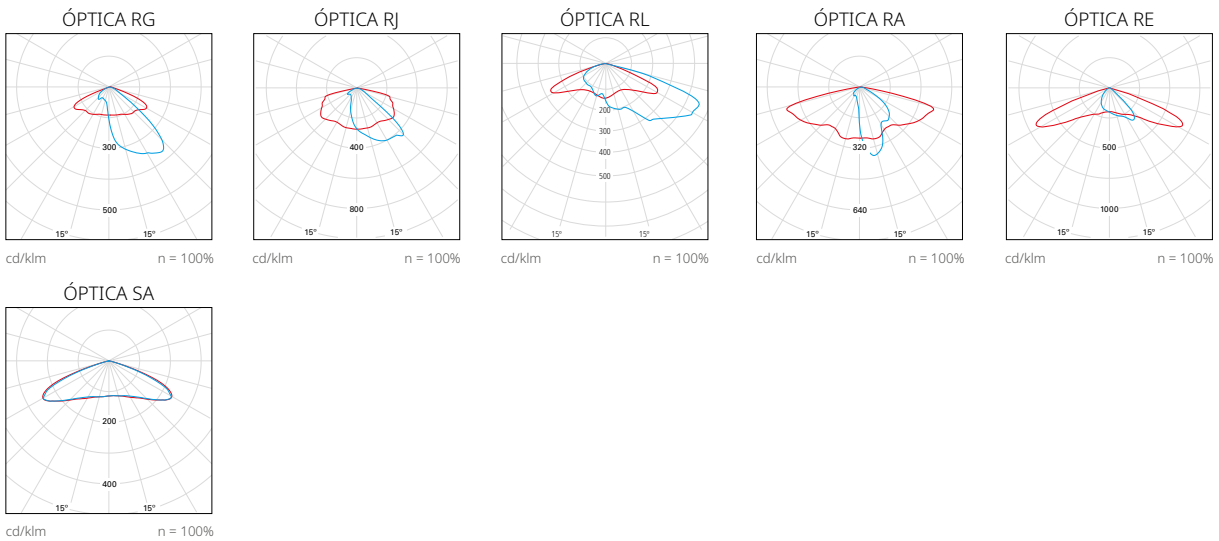 ÓPTICA RG
300
500
15° 15°
cd/klm n = 100%
ÓPTICA RJ
400
800
15° 15°
cd/klm n = 100%
ÓPTICA RL
200
300
400
500
15° 15°
cd/klm n = 100%
ÓPTICA RA
320
640
15° 15°
cd/klm n = 100%
ÓPTICA RE
500
1000
15° 15°
cd/klm n = 100%
ÓPTICA SA
200
400
15° 15°
cd/klm n = 100%